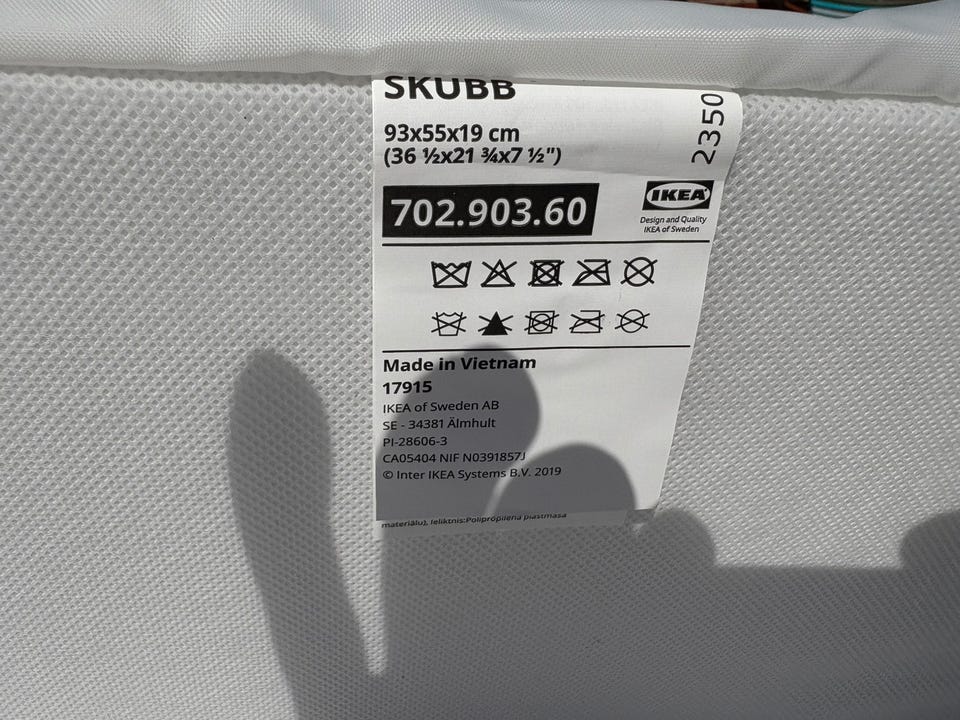 SKUBB
93x55x19 cm
(36 ½x21 ¾x7 ½")
2350
702.903.60
IKEA
Design and Quality
IKEA of Sweden
Made in Vietnam
17915
IKEA of Sweden AB
SE - 34381 Älmhult
PI-28606-3
CA05404 NIF N0391857J
© Inter IKEA Systems B.V. 2019
materiālu), Ieliktnis:Polipropilēna plastmasa